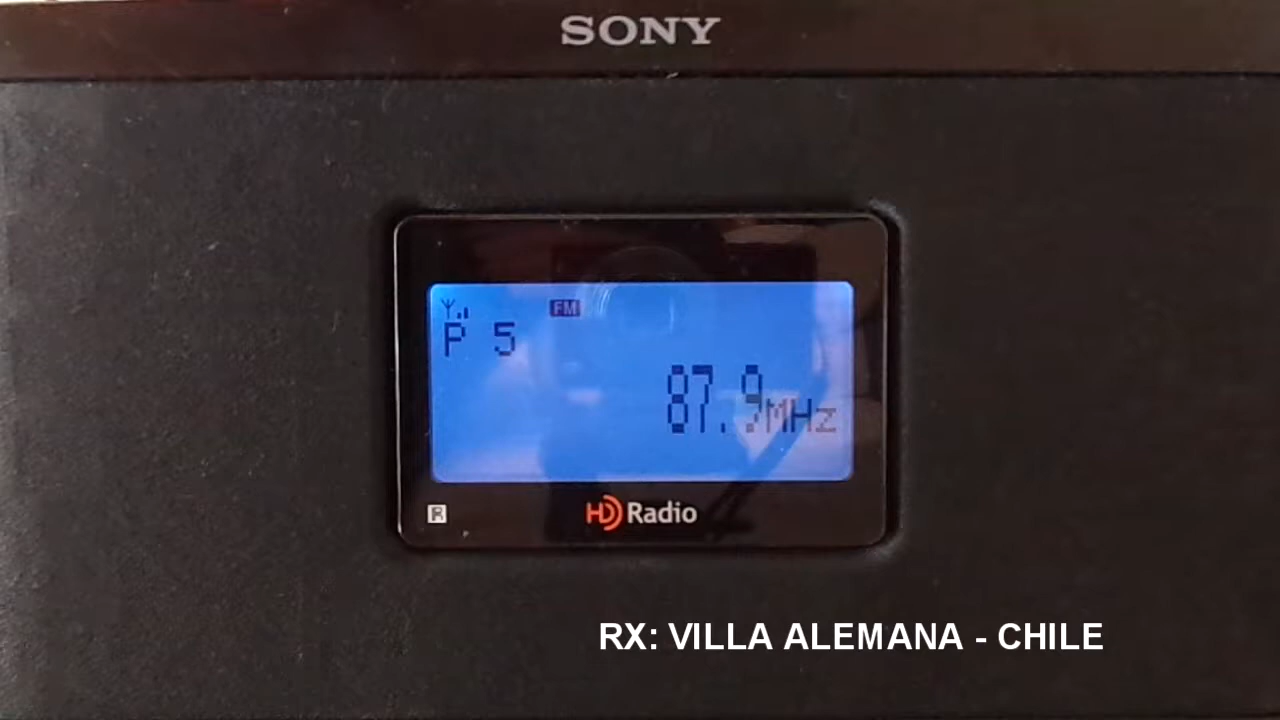 SONY
FM
P 5
87.9MHz
R
HD Radio
RX: VILLA ALEMANA - CHILE